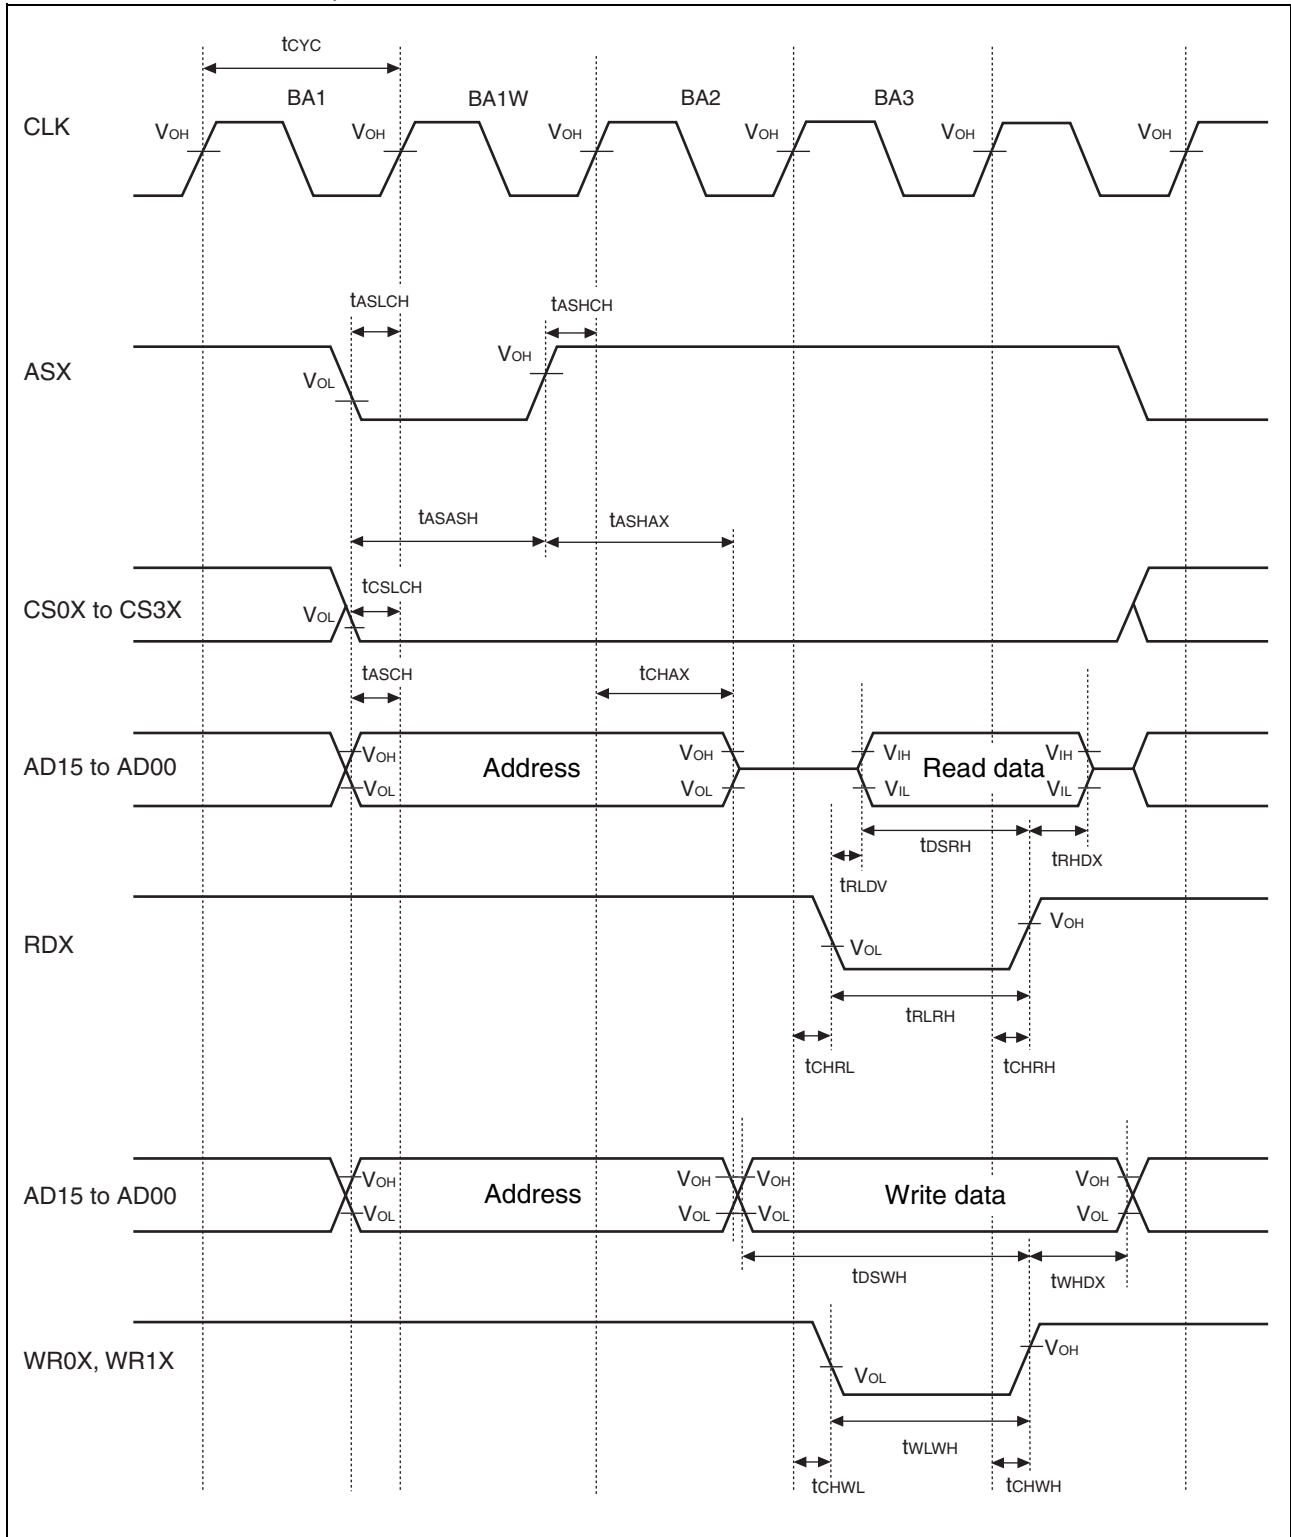 tCYC
BA1
BA1W
BA2
BA3
CLK
VOH
VOH
VOH
VOH
VOH
VOH
tASLCH
tASHCH
ASX
VOL
VOH
tASASH
tASHAX
CS0X to CS3X
VOL
tCSLCH
tASCH
tCHAX
AD15 to AD00
VOH
VOL
Address
VOH
VOL
VIH
VIL
Read data
VIH
VIL
tDSRH
tRHDX
tRLDV
RDX
VOL
VOH
tRLRH
tCHRL
tCHRH
AD15 to AD00
VOH
VOL
Address
VOH
VOL
VOH
VOL
Write data
VOH
VOL
tDSWH
tWHDX
WR0X, WR1X
VOL
VOH
tWLWH
tCHWL
tCHWH